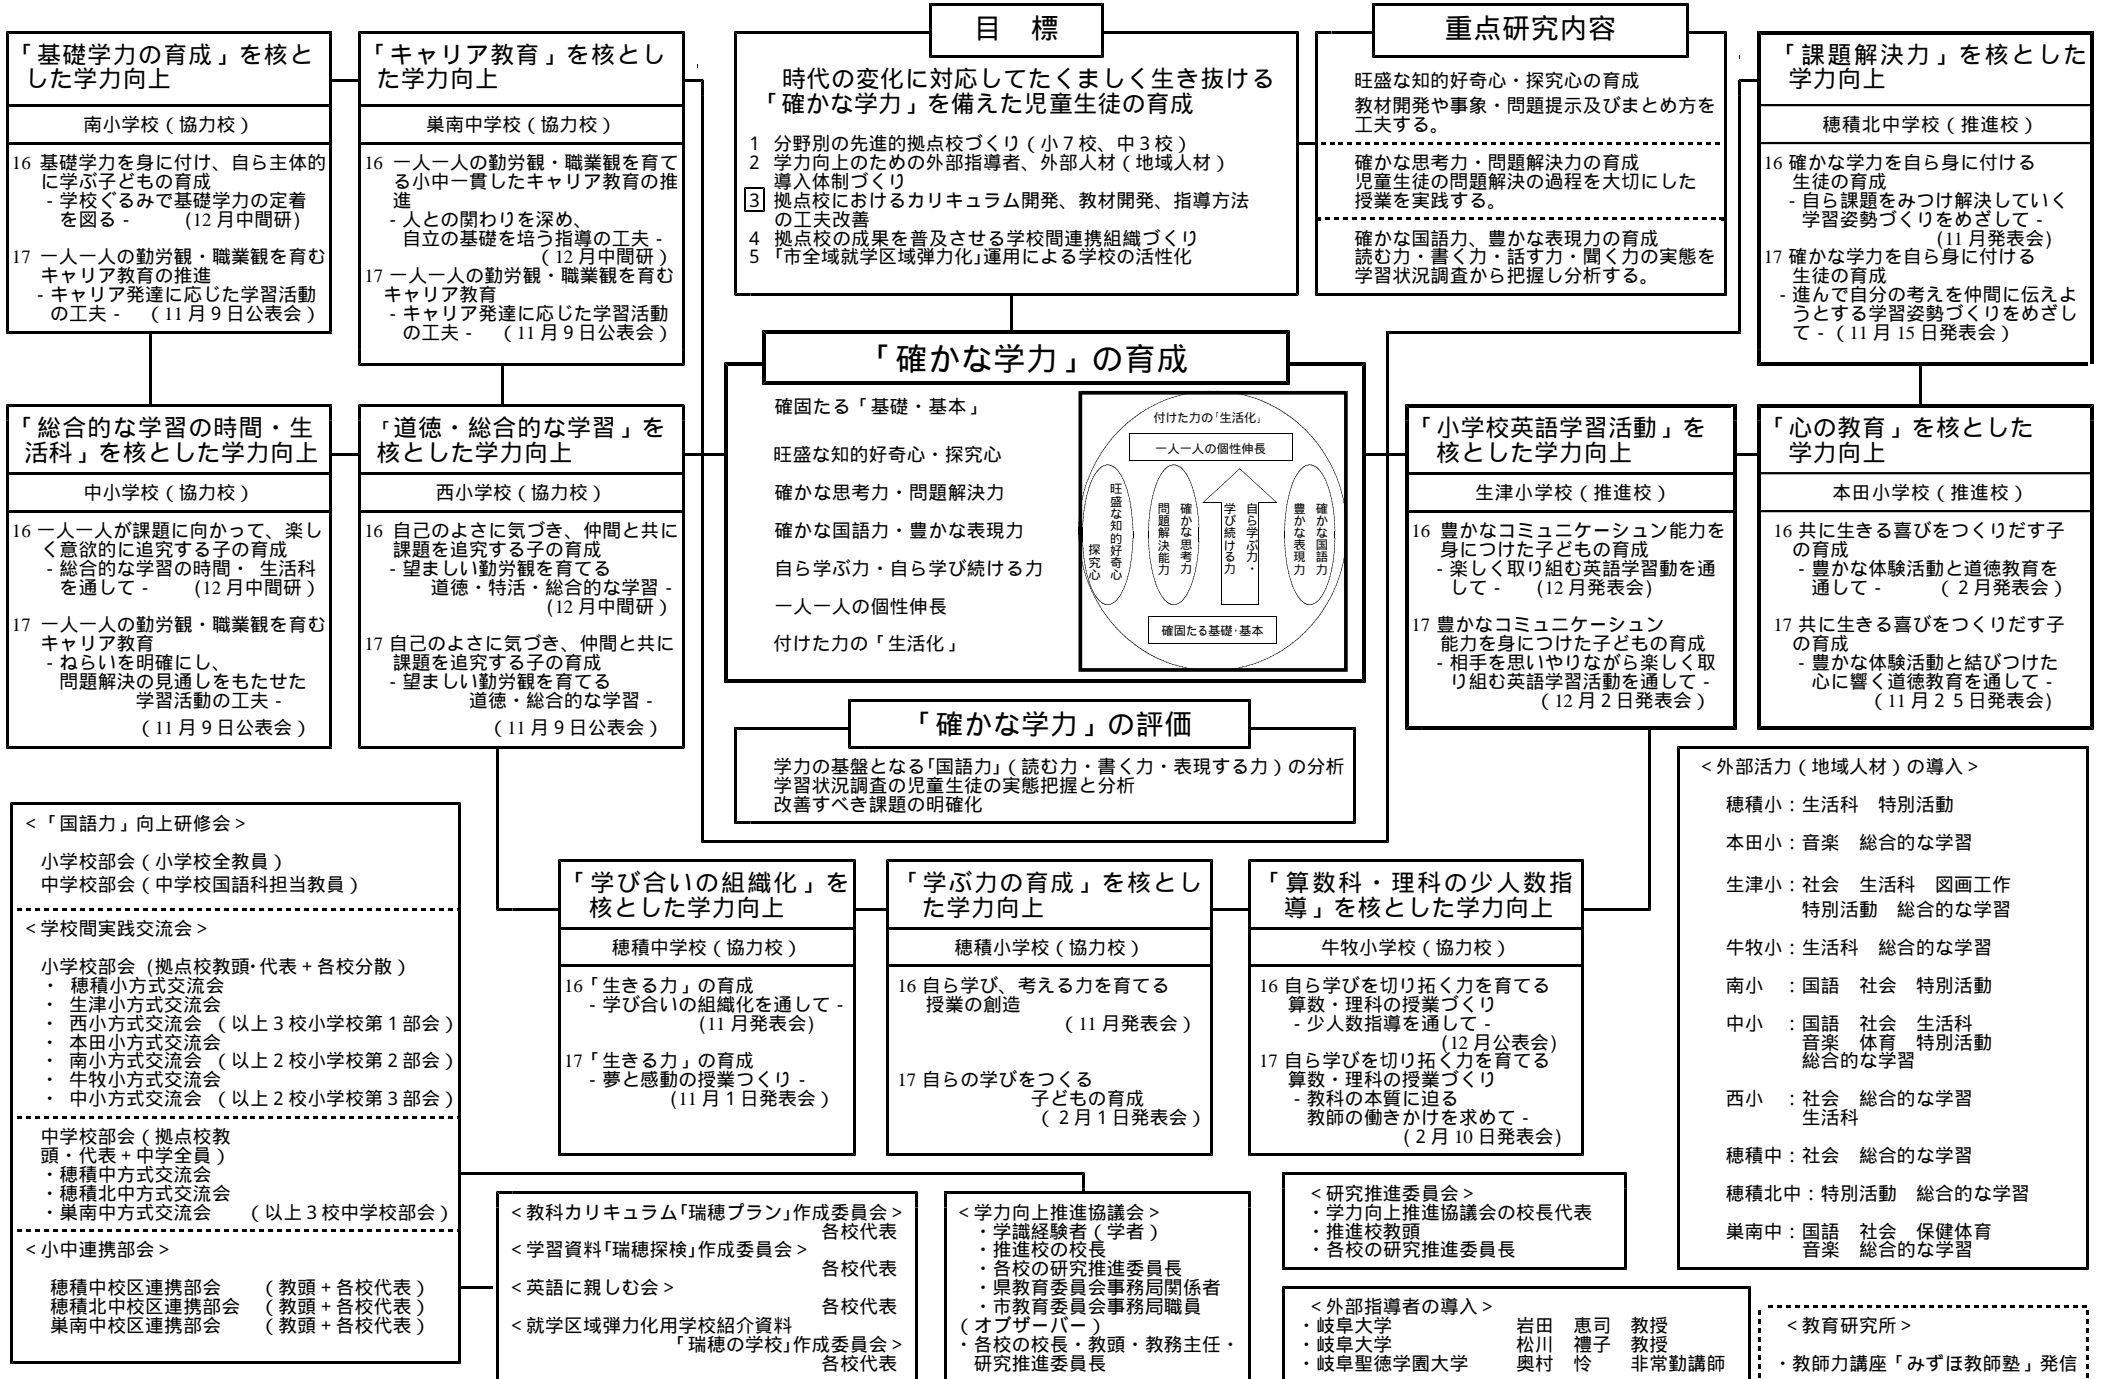 「基礎学力の育成」を核と
した学力向上
南小学校（協力校）
16 基礎学力を身に付け、自ら主体的
に学ぶ子どもの育成
- 学校ぐるみで基礎学力の定着
を図る - (12月中間研)
17 一人一人の勤労観・職業観を育む
キャリア教育の推進
- キャリア発達に応じた学習活動
の工夫 - （11月９日公表会）
「キャリア教育」を核とし
た学力向上
巣南中学校（協力校）
16 一人一人の勤労観・職業観を育て
る小中一貫したキャリア教育の推
進
- 人との関わりを深め、
自立の基礎を培う指導の工夫 -
（12月中間研）
17 一人一人の勤労観・職業観を育む
キャリア教育
- キャリア発達に応じた学習活動
の工夫 - （11月９日公表会）
目　標
時代の変化に対応してたくましく生き抜ける
「確かな学力」を備えた児童生徒の育成
1 分野別の先進的拠点校づくり（小７校、中３校）
2 学力向上のための外部指導者、外部人材（地域人材）
導入体制づくり
3 拠点校におけるカリキュラム開発、教材開発、指導方法
の工夫改善
4 拠点校の成果を普及させる学校間連携組織づくり
5 「市全域就学区域弾力化」運用による学校の活性化
重点研究内容
旺盛な知的好奇心・探究心の育成
教材開発や事象・問題提示及びまとめ方を
工夫する。
確かな思考力・問題解決力の育成
児童生徒の問題解決の過程を大切にした
授業を実践する。
確かな国語力、豊かな表現力の育成
読む力・書く力・話す力・聞く力の実態を
学習状況調査から把握し分析する。
「課題解決力」を核とした
学力向上
穂積北中学校（推進校）
16 確かな学力を自ら身に付ける
生徒の育成
- 自ら課題をみつけ解決していく
学習姿勢づくりをめざして -
(11月発表会)
17 確かな学力を自ら身に付ける
生徒の育成
- 進んで自分の考えを仲間に伝えよ
うとする学習姿勢づくりをめざし
て - （11月15日発表会）
「総合的な学習の時間・生
活科」を核とした学力向上
中小学校（協力校）
16 一人一人が課題に向かって、楽し
く意欲的に追究する子の育成
- 総合的な学習の時間・ 生活科
を通して - (12月中間研）
17 一人一人の勤労観・職業観を育む
キャリア教育
- ねらいを明確にし、
問題解決の見通しをもたせた
学習活動の工夫 -
（11月９日公表会）
「道徳・総合的な学習」を
核とした学力向上
西小学校（協力校）
16 自己のよさに気づき、仲間と共に
課題を追究する子の育成
- 望ましい勤労観を育てる
道徳・特活・総合的な学習 -
(12月中間研）
17 自己のよさに気づき、仲間と共に
課題を追究する子の育成
- 望ましい勤労観を育てる
道徳・総合的な学習 -
（11月９日公表会）
「確かな学力」の育成
確固たる「基礎・基本」
旺盛な知的好奇心・探究心
確かな思考力・問題解決力
確かな国語力・豊かな表現力
自ら学ぶ力・自ら学び続ける力
一人一人の個性伸長
付けた力の「生活化」
付けた力の「生活化」
一人一人の個性伸長
旺盛な知的好奇心
探究心
確かな思考力
問題解決能力
自ら学ぶ力・
学び続ける力
確かな国語力
豊かな表現力
確固たる基礎・基本
「小学校英語学習活動」を
核とした学力向上
生津小学校（推進校）
16 豊かなコミュニケーション能力を
身につけた子どもの育成
- 楽しく取り組む英語学習動を通
して - (12月発表会)
17 豊かなコミュニケーション
能力を身につけた子どもの育成
- 相手を思いやりながら楽しく取
り組む英語学習活動を通して -
（12月２日発表会）
「心の教育」を核とした
学力向上
本田小学校（推進校）
16 共に生きる喜びをつくりだす子
の育成
- 豊かな体験活動と道徳教育を
通して - （２月発表会）
17 共に生きる喜びをつくりだす子
の育成
- 豊かな体験活動と結びつけた
心に響く道徳教育を通して -
（11月２５日発表会)
「確かな学力」の評価
学力の基盤となる「国語力」（読む力・書く力・表現する力）の分析
学習状況調査の児童生徒の実態把握と分析
改善すべき課題の明確化
＜「国語力」向上研修会＞
小学校部会（小学校全教員）
中学校部会（中学校国語科担当教員）
＜学校間実践交流会＞
小学校部会（拠点校教頭・代表＋各校分散）
・ 穂積小方式交流会
・ 生津小方式交流会
・ 西小方式交流会 （以上３校小学校第１部会）
・ 本田小方式交流会
・ 南小方式交流会 （以上２校小学校第２部会）
・ 牛牧小方式交流会
・ 中小方式交流会 （以上２校小学校第３部会）
中学校部会（拠点校教
頭・代表＋中学全員）
・穂積中方式交流会
・穂積北中方式交流会
・巣南中方式交流会 （以上３校中学校部会）
＜小中連携部会＞
穂積中校区連携部会 （教頭＋各校代表）
穂積北中校区連携部会 （教頭＋各校代表）
巣南中校区連携部会 （教頭＋各校代表）
「学び合いの組織化」を
核とした学力向上
穂積中学校（協力校）
16「生きる力」の育成
- 学び合いの組織化を通して -
(11月発表会)
17「生きる力」の育成
- 夢と感動の授業つくり -
(11月１日発表会）
「学ぶ力の育成」を核とし
た学力向上
穂積小学校（協力校）
16 自ら学び、考える力を育てる
授業の創造
（11月発表会）
17 自らの学びをつくる
子どもの育成
（２月１日発表会）
「算数科・理科の少人数指
導」を核とした学力向上
牛牧小学校（協力校）
16 自ら学びを切り拓く力を育てる
算数・理科の授業づくり
- 少人数指導を通して -
(12月公表会)
17 自ら学びを切り拓く力を育てる
算数・理科の授業づくり
- 教科の本質に迫る
教師の働きかけを求めて -
(２月10日発表会)
＜外部活力（地域人材）の導入＞
穂積小：生活科　特別活動
本田小：音楽　総合的な学習
生津小：社会　生活科　図画工作
特別活動　総合的な学習
牛牧小：生活科　総合的な学習
南小　：国語　社会　特別活動
中小　：国語　社会　生活科
音楽　体育　特別活動
総合的な学習
西小　：社会　総合的な学習
生活科
穂積中：社会　総合的な学習
穂積北中：特別活動　総合的な学習
巣南中：国語　社会　保健体育
音楽　総合的な学習
＜教科カリキュラム「瑞穂プラン」作成委員会＞
各校代表
＜学習資料「瑞穂探検」作成委員会＞
各校代表
＜英語に親しむ会＞
各校代表
＜就学区域弾力化用学校紹介資料
「瑞穂の学校」作成委員会＞
各校代表
＜学力向上推進協議会＞
・学識経験者（学者）
・推進校の校長
・各校の研究推進委員長
・県教育委員会事務局関係者
・市教育委員会事務局職員
（オブザーバー）
・各校の校長・教頭・教務主任・
研究推進委員長
＜研究推進委員会＞
・学力向上推進協議会の校長代表
・推進校教頭
・各校の研究推進委員長
＜外部指導者の導入＞
・岐阜大学　岩田　恵司　教授
・岐阜大学　松川　禮子　教授
・岐阜聖徳学園大学　奥村　怜　非常勤講師
＜教育研究所＞
・教師力講座「みずほ教師塾」発信